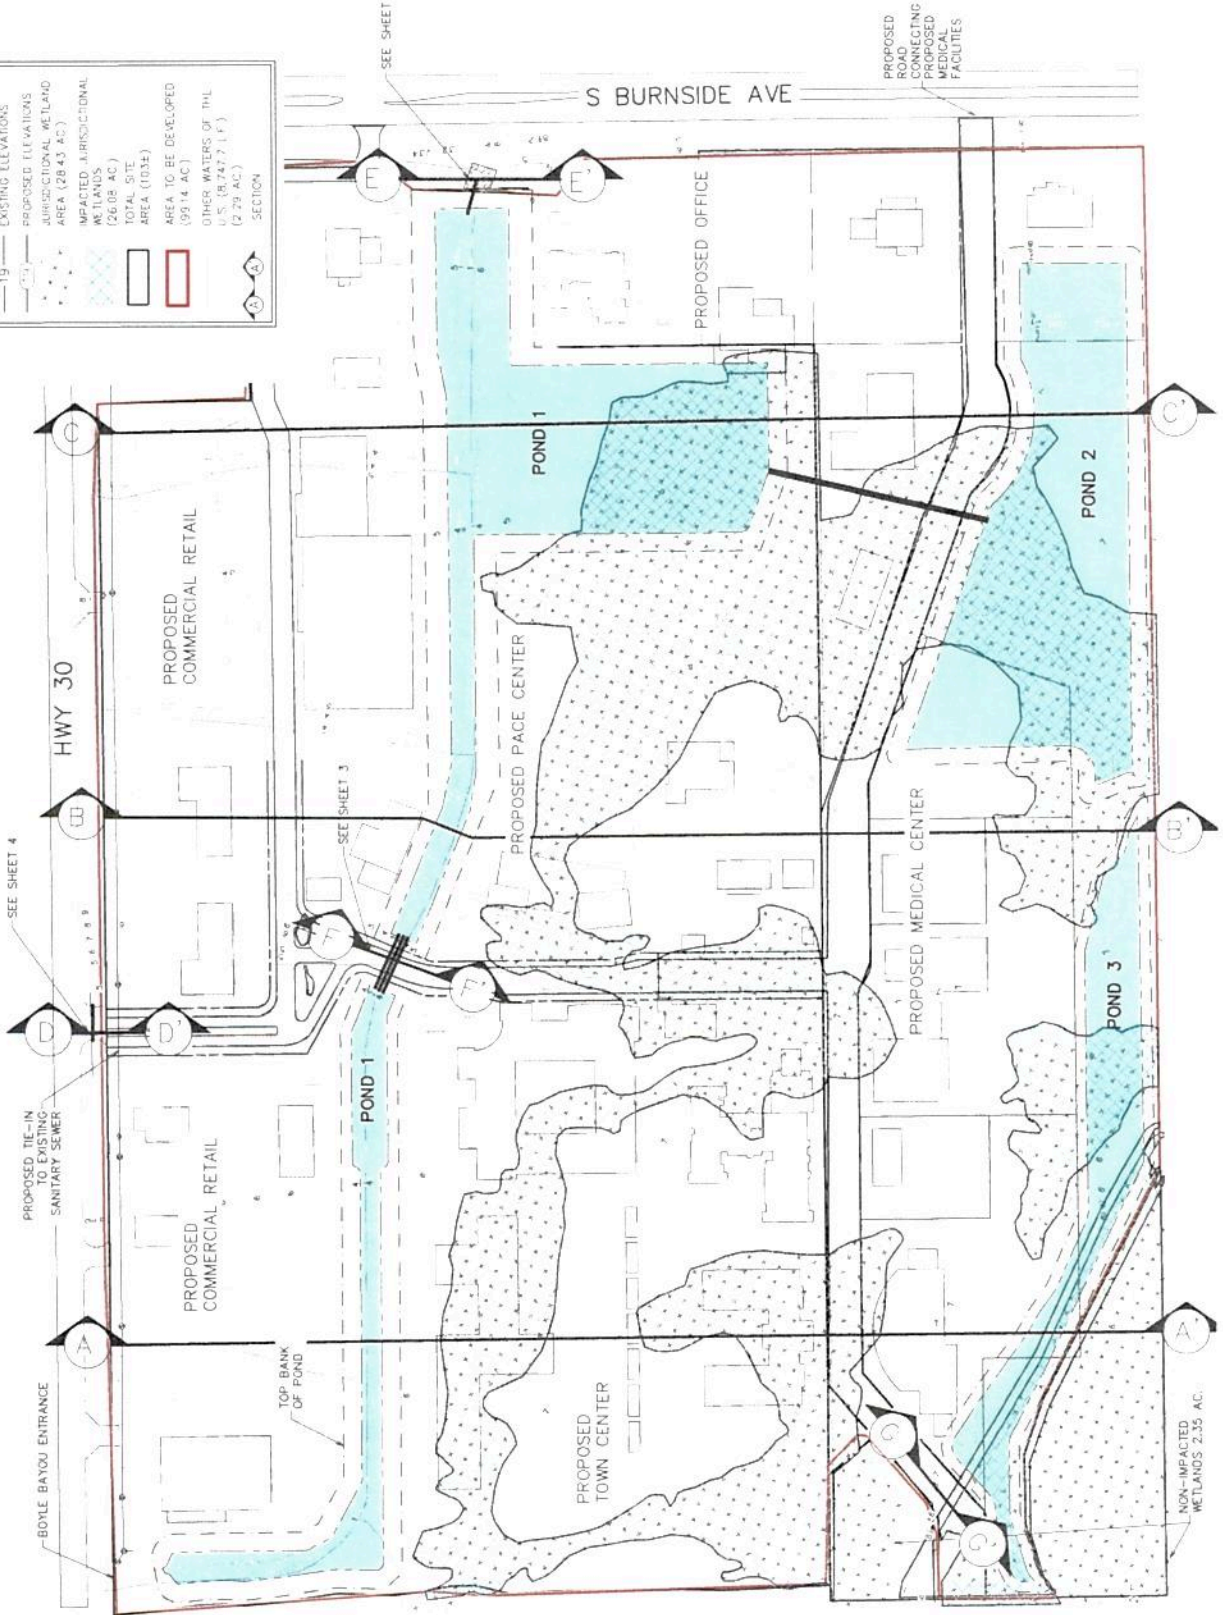 EXISTING ELEVATIONS
PROPOSED ELEVATIONS
JURISDICTIONAL WETLAND
AREA (28.43 AC)
IMPACTED JURISDICTIONAL
WETLANDS
(26.08 AC)
TOTAL SITE
AREA (103±)
AREA TO BE DEVELOPED
(99.14 AC)
OTHER WATERS OF THE
U.S. (8,747.7 LF)
(2.29 AC)
SECTION
A
A
SEE SHEET
S BURNSIDE AVE
PROPOSED
ROAD
CONNECTING
PROPOSED
MEDICAL
FACILITIES
E
E'
PROPOSED OFFICE
C
C'
HWY 30
PROPOSED
COMMERCIAL RETAIL
POND 1
POND 2
PROPOSED PACE CENTER
SEE SHEET 3
B
B'
SEE SHEET 4
F
F'
PROPOSED MEDICAL CENTER
POND 3
D
D'
PROPOSED TIE-IN
TO EXISTING
SANITARY SEWER
POND 1
PROPOSED
COMMERCIAL RETAIL
A
A'
BOYLE BAYOU ENTRANCE
TOP BANK
OF POND
PROPOSED
TOWN CENTER
G
G'
NON-IMPACTED
WETLANDS 2.35 AC.